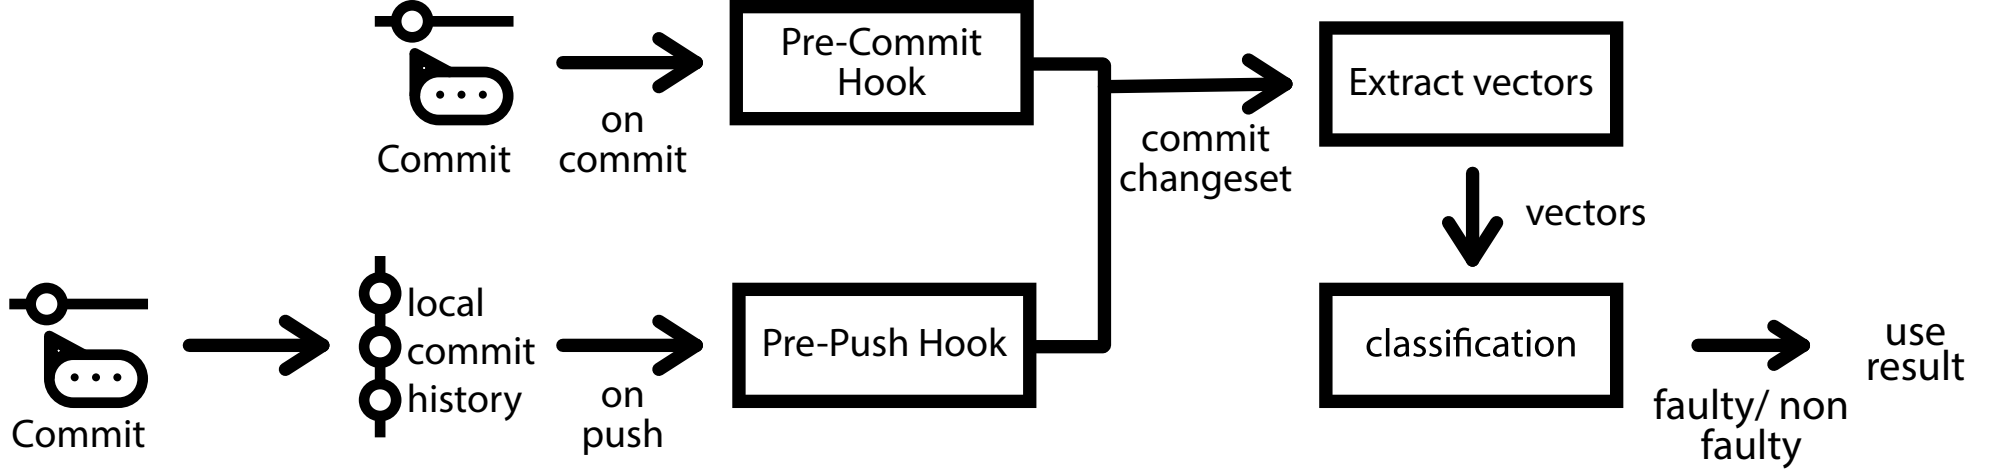 Commit
on
commit
Pre-Commit
Hook
commit
changeset
Extract vectors
vectors
Commit
local
commit
history
on
push
Pre-Push Hook
classification
faulty/ non
faulty
use
result